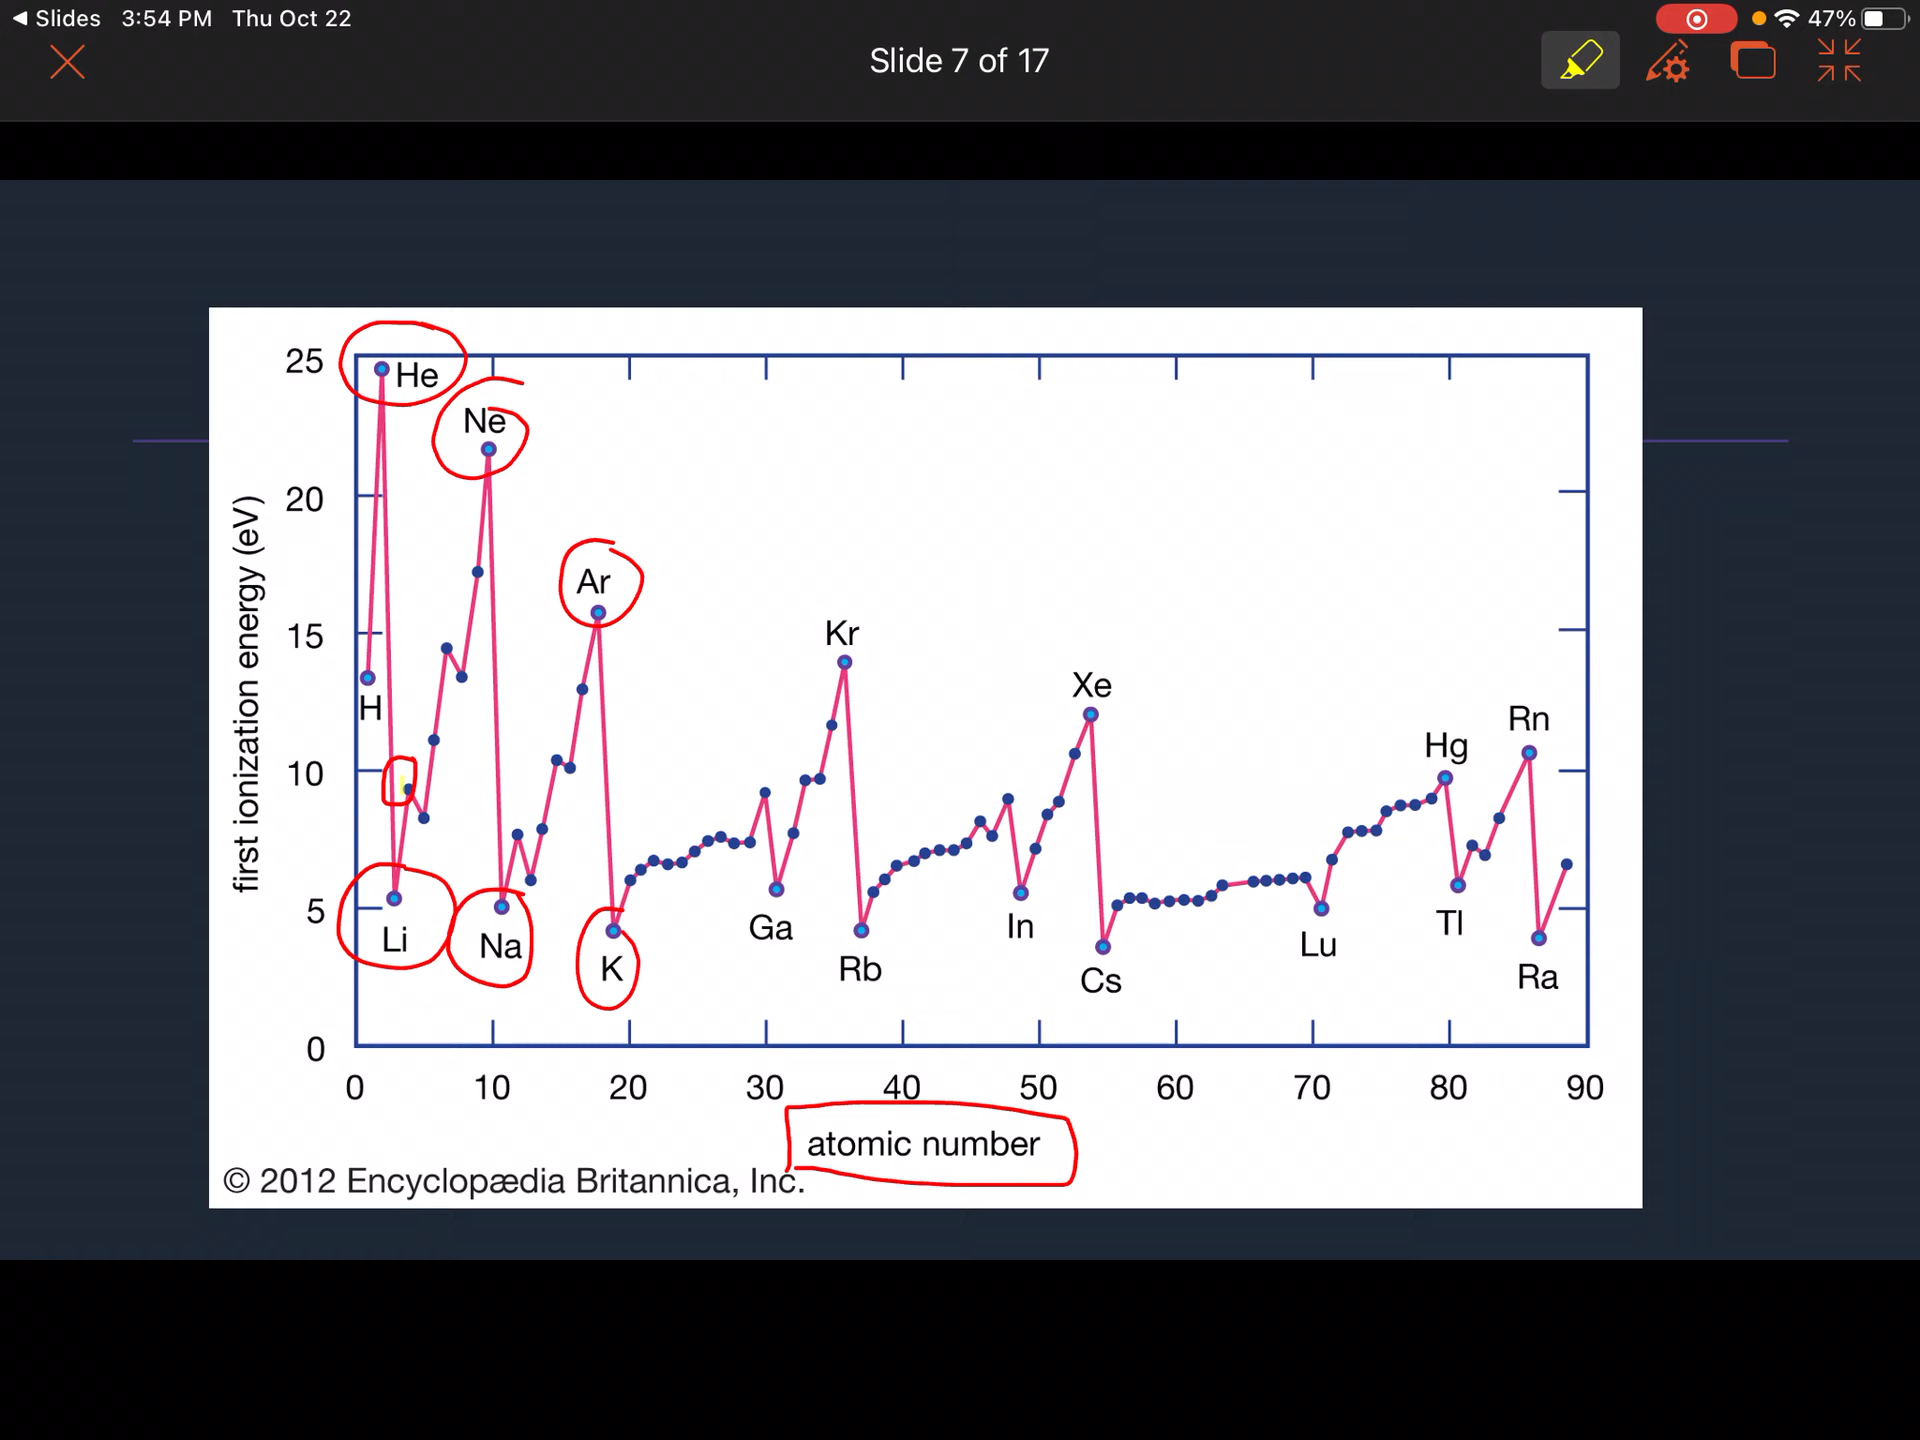 Slides 3:54 PM Thu Oct 22
47%
Slide 7 of 17
25
20
15
10
5
0
first ionization energy (eV)
He
Ne
Ar
H
Kr
Xe
Hg
Rn
Li
Na
K
Ga
Rb
In
Cs
Lu
Tl
Ra
0 10 20 30 40 50 60 70 80 90
atomic number
© 2012 Encyclopædia Britannica, Inc.